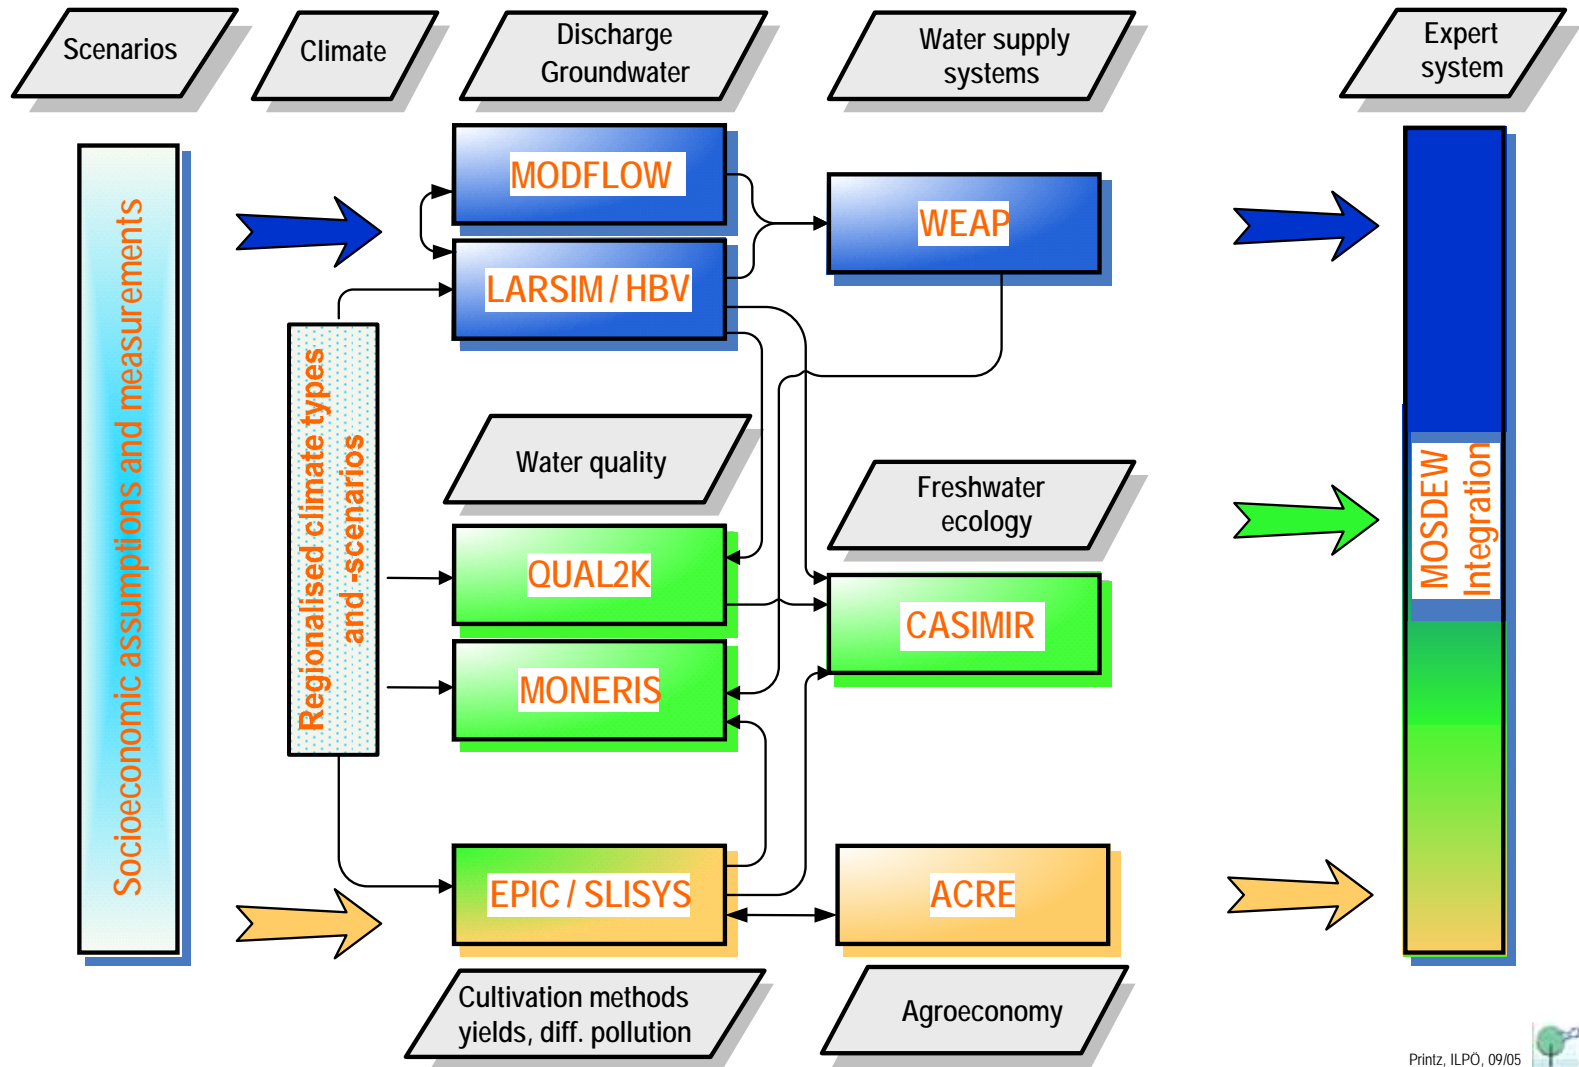 Scenarios
Climate
Discharge
Groundwater
Water supply
systems
Expert
system
Socioeconomic assumptions and measurements
MODFLOW
LARSIM / HBV
WEAP
Regionalised climate types
and -scenarios
Water quality
Freshwater
ecology
MOSDEW
Integration
QUAL2K
CASIMIR
MONERIS
EPIC / SLISYS
ACRE
Cultivation methods
yields, diff. pollution
Agroeconomy
Printz, ILPÖ, 09/05